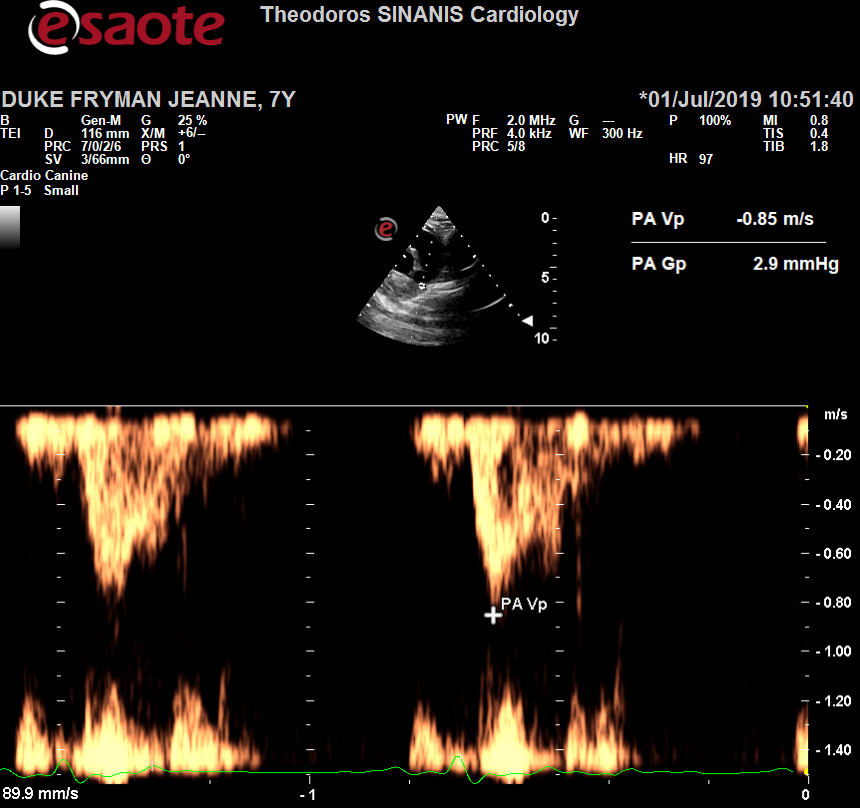 esaote
Theodoros SINANIS Cardiology
DUKE FRYMAN JEANNE, 7Y
*01/Jul/2019 10:51:40
B Gen-M G 25 %
TEI D 116 mm X/M +6/--
PRC 7/0/2/6 PRS 1
SV 3/66mm Θ 0°
Cardio Canine
P 1-5 Small
PW F 2.0 MHz G ---
PRF 4.0 kHz WF 300 Hz
PRC 5/8
P 100% MI 0.8
TIS 0.4
TIB 1.8
HR 97
e
0-
5-
10-
PA Vp -0.85 m/s
PA Gp 2.9 mmHg
m/s
- 0.20
- 0.40
- 0.60
- 0.80
PA Vp
- 1.00
- 1.20
- 1.40
89.9 mm/s
- 1
0